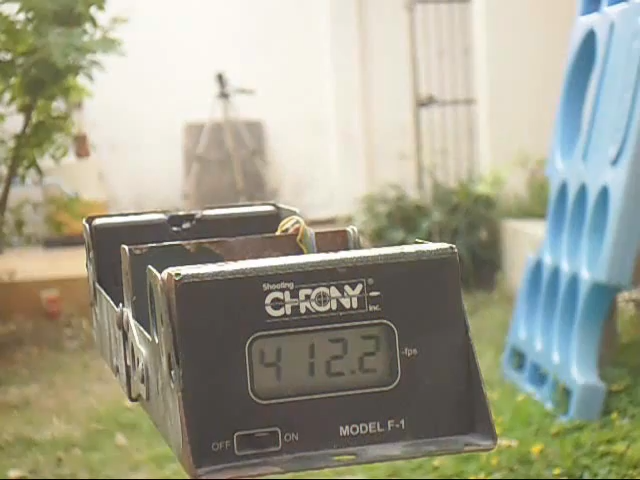 Shooting
CHRONY®
Inc.
412.2 -fps
OFF ON
MODEL F-1